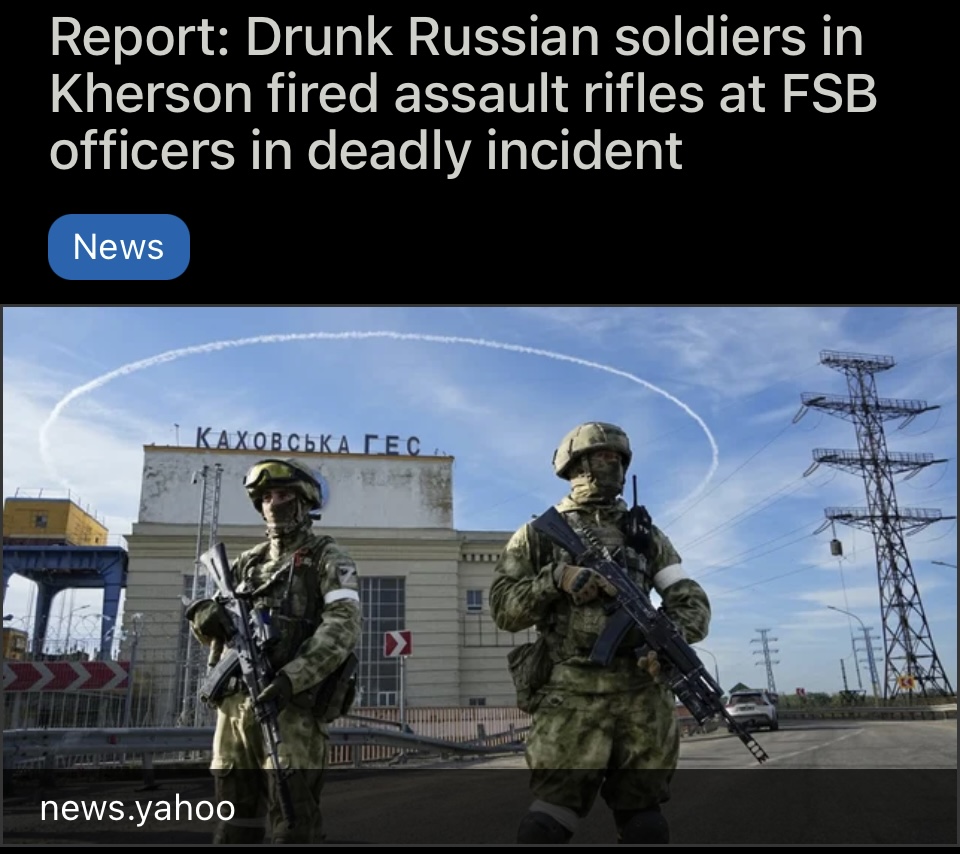 Report: Drunk Russian soldiers in
Kherson fired assault rifles at FSB
officers in deadly incident
News
КАХОВСЬКА ГЕС
Z
news.yahoo